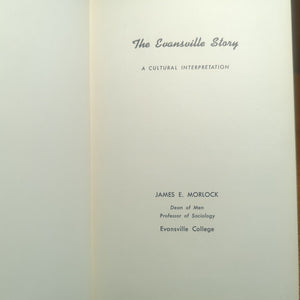 The Evansville Story
A CULTURAL INTERPRETATION
JAMES E. MORLOCK
Dean of Men
Professor of Sociology
Evansville College